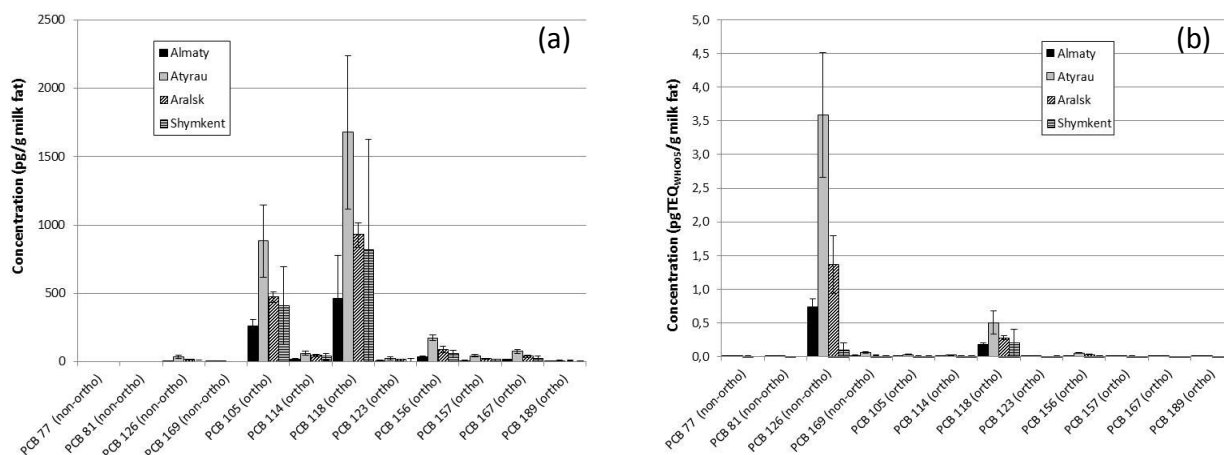 (a)
Concentration (pg/g milk fat)
2500
2000
1500
1000
500
0
Almaty
Atyrau
Aralsk
Shymkent
PCB 77 (non-ortho)
PCB 81 (non-ortho)
PCB 126 (non-ortho)
PCB 169 (non-ortho)
PCB 105 (ortho)
PCB 114 (ortho)
PCB 118 (ortho)
PCB 123 (ortho)
PCB 156 (ortho)
PCB 157 (ortho)
PCB 167 (ortho)
PCB 189 (ortho)
(b)
Concentration (pgTEQWHO05/g milk fat)
5,0
4,5
4,0
3,5
3,0
2,5
2,0
1,5
1,0
0,5
0,0
Almaty
Atyrau
Aralsk
Shymkent
PCB 77 (non-ortho)
PCB 81 (non-ortho)
PCB 126 (non-ortho)
PCB 169 (non-ortho)
PCB 105 (ortho)
PCB 114 (ortho)
PCB 118 (ortho)
PCB 123 (ortho)
PCB 156 (ortho)
PCB 157 (ortho)
PCB 167 (ortho)
PCB 189 (ortho)